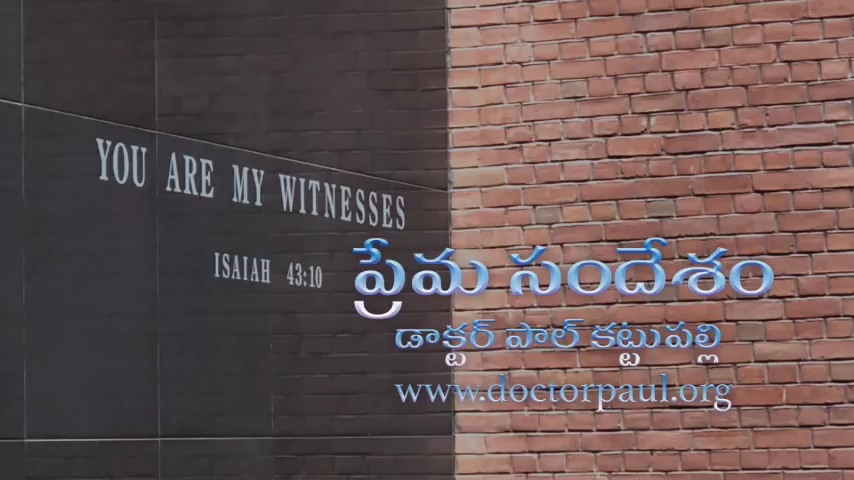 YOU ARE MY WITNESSES
ISAIAH 43:10
ప్రేమ సందేశం
డాక్టర్ పాల్ కట్టుపల్లి
www.doctorpaul.org